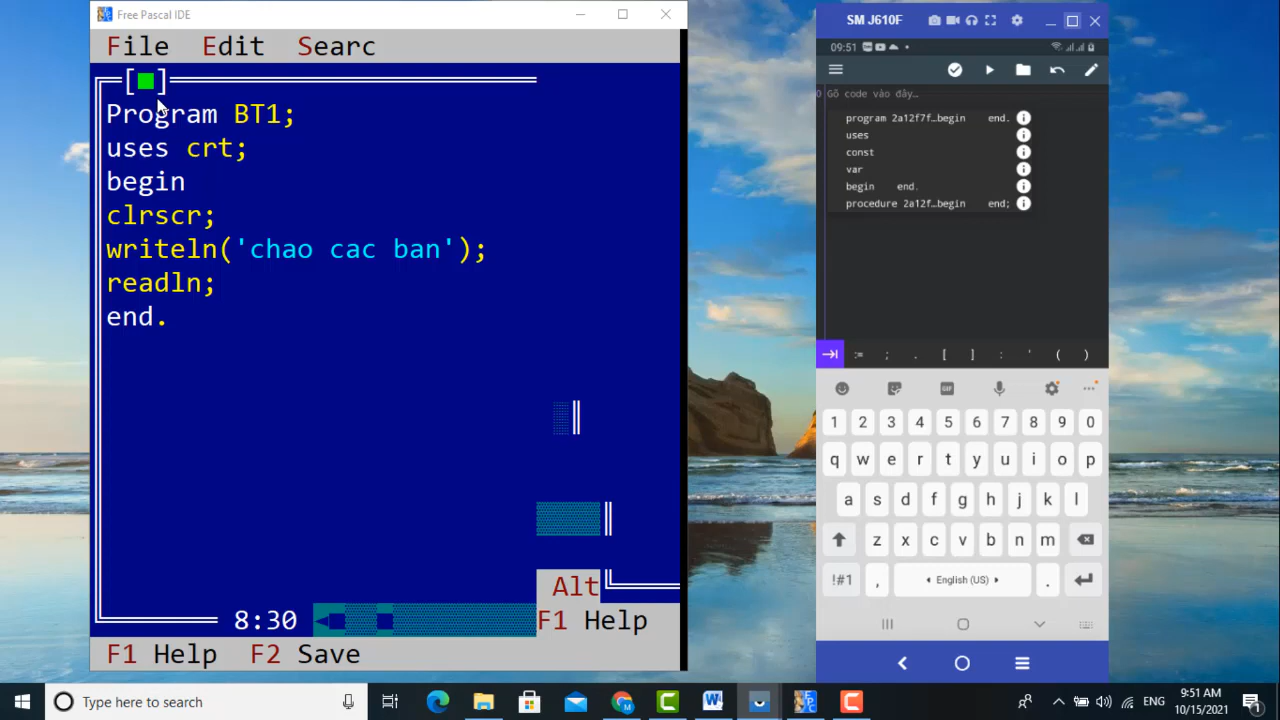 Free Pascal IDE
File Edit Searc
[■]
Program BT1;
uses crt;
begin
clrscr;
writeln('chao cac ban');
readln;
end.
8:30
Alt
F1 Help
F1 Help F2 Save
SM J610F
09:51
Gõ code vào đây...
program 2a12f7f...begin end.
uses
const
var
begin end.
procedure 2a12f...begin end;
:= ; . [ ] : ' ( )
GIF
1 2 3 4 5 6 7 8 9 0
q w e r t y u i o p
a s d f g h j k l
z x c v b n m
!#1 , English (US) .
Type here to search
ENG
9:51 AM
10/15/2021